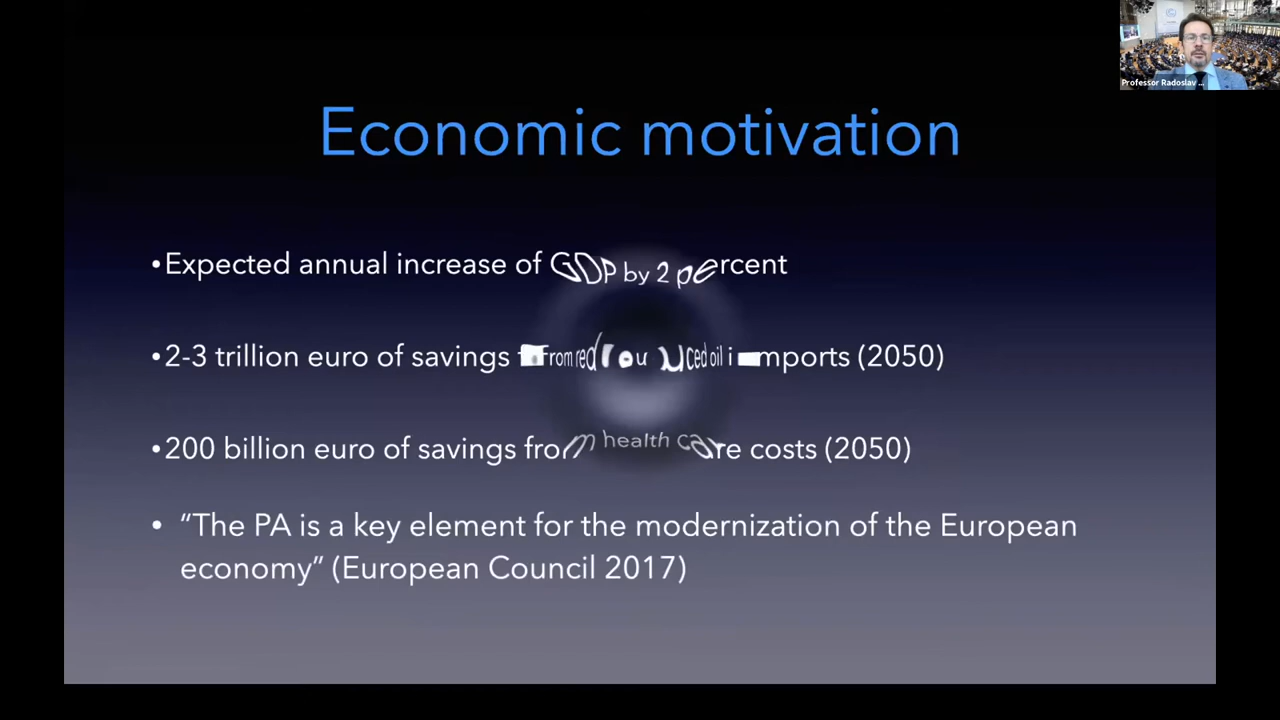 Professor Radoslav ...
Economic motivation
•Expected annual increase of GDP by 2 percent
•2-3 trillion euro of savings from reduced oil imports (2050)
•200 billion euro of savings from health care costs (2050)
• “The PA is a key element for the modernization of the European
economy” (European Council 2017)